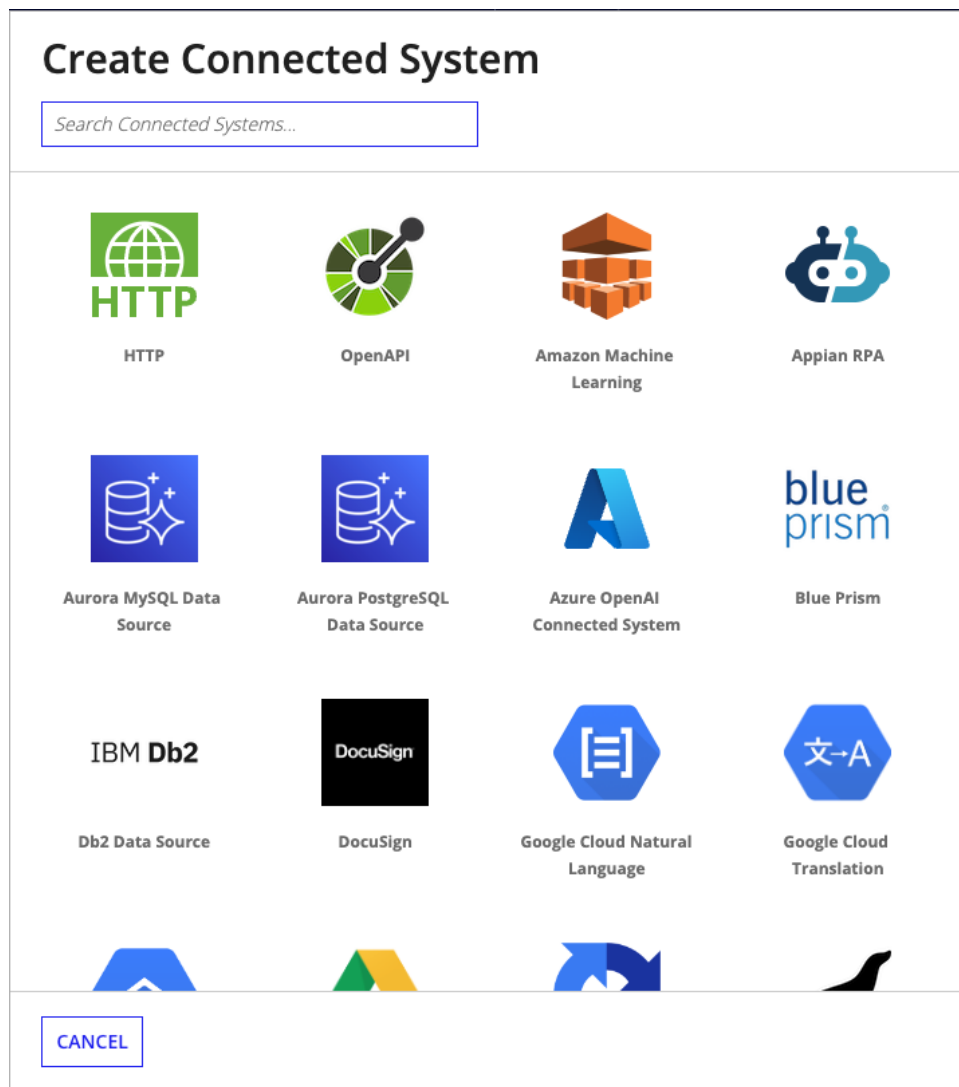 Create Connected System
Search Connected Systems...
HTTP
HTTP
OpenAPI
Amazon Machine
Learning
Appian RPA
blue
prism®
Aurora MySQL Data
Source
Aurora PostgreSQL
Data Source
Azure OpenAI
Connected System
Blue Prism
IBM Db2
DocuSign
文→A
Db2 Data Source
DocuSign
Google Cloud Natural
Language
Google Cloud
Translation
CANCEL